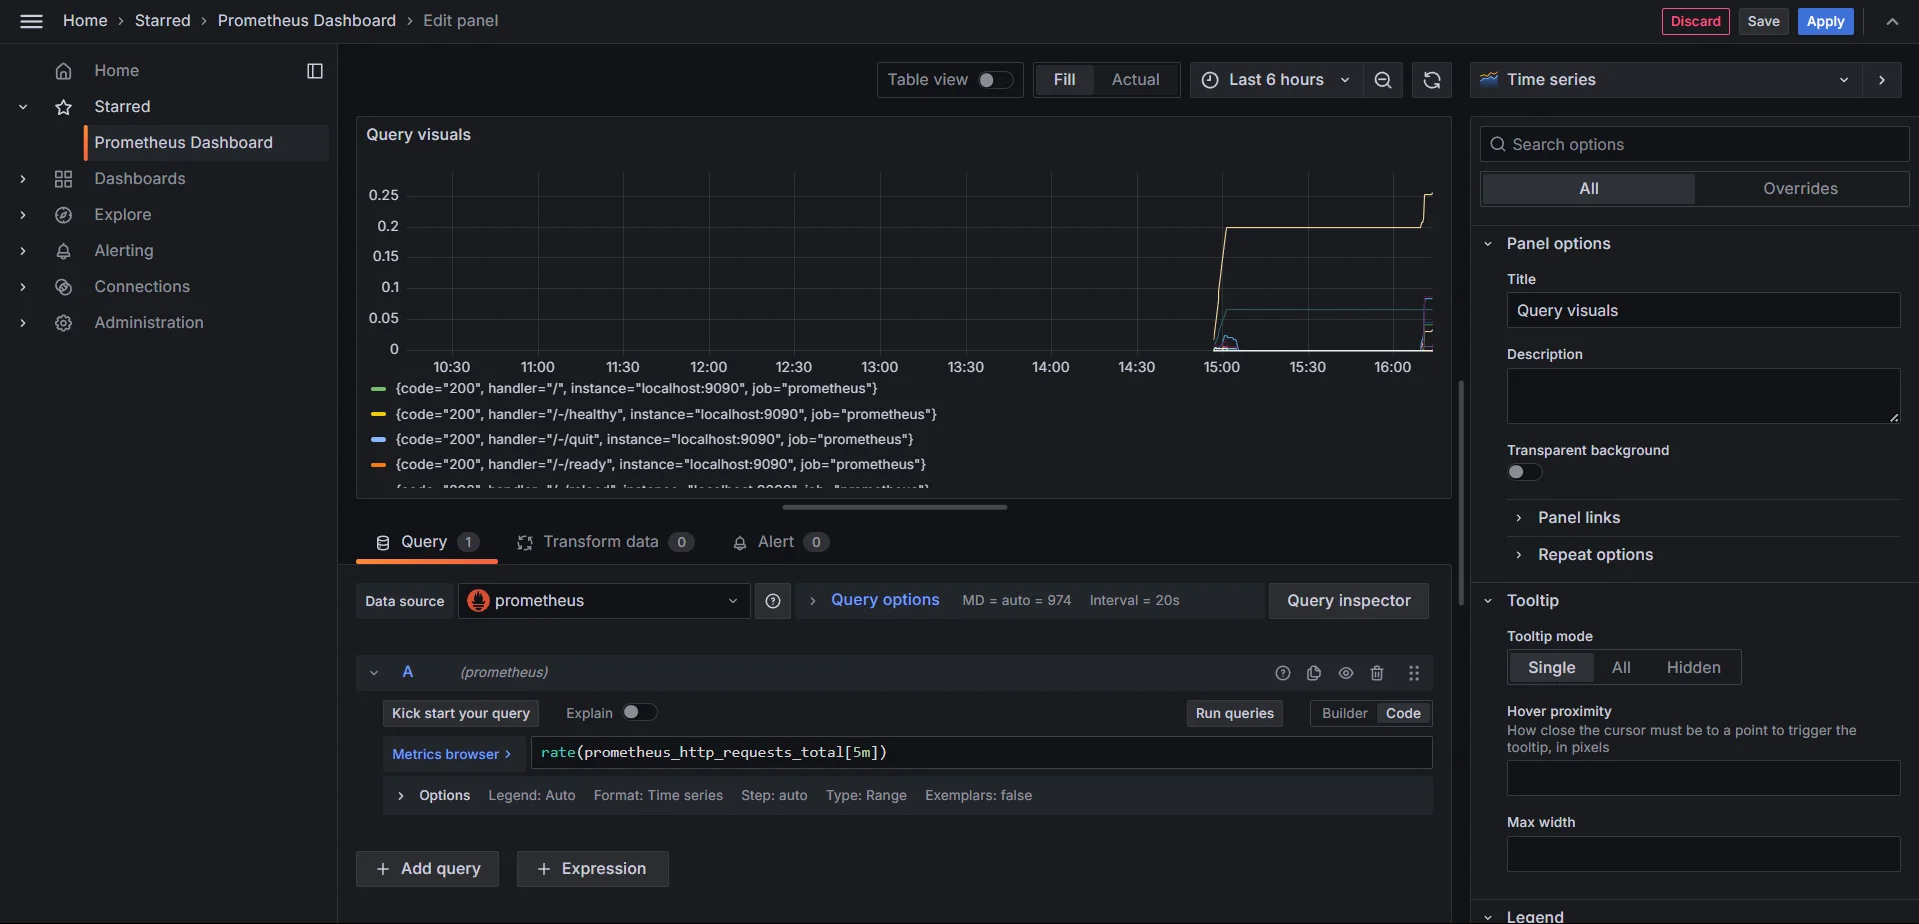 Home › Starred › Prometheus Dashboard › Edit panel
Discard Save Apply
Home
Starred
Prometheus Dashboard
Dashboards
Explore
Alerting
Connections
Administration
Table view Fill Actual Last 6 hours
Query visuals
0.25
0.2
0.15
0.1
0.05
0
10:30 11:00 11:30 12:00 12:30 13:00 13:30 14:00 14:30 15:00 15:30 16:00
{code="200", handler="/", instance="localhost:9090", job="prometheus"}
{code="200", handler="/-/healthy", instance="localhost:9090", job="prometheus"}
{code="200", handler="/-/quit", instance="localhost:9090", job="prometheus"}
{code="200", handler="/-/ready", instance="localhost:9090", job="prometheus"}
Query 1 Transform data 0 Alert 0
Data source prometheus Query options MD = auto = 974 Interval = 20s Query inspector
A (prometheus)
Kick start your query Explain Run queries Builder Code
Metrics browser > rate(prometheus_http_requests_total[5m])
Options Legend: Auto Format: Time series Step: auto Type: Range Exemplars: false
+ Add query + Expression
Time series
Search options
All Overrides
Panel options
Title
Query visuals
Description
Transparent background
Panel links
Repeat options
Tooltip
Tooltip mode
Single All Hidden
Hover proximity
How close the cursor must be to a point to trigger the
tooltip, in pixels
Max width
Legend